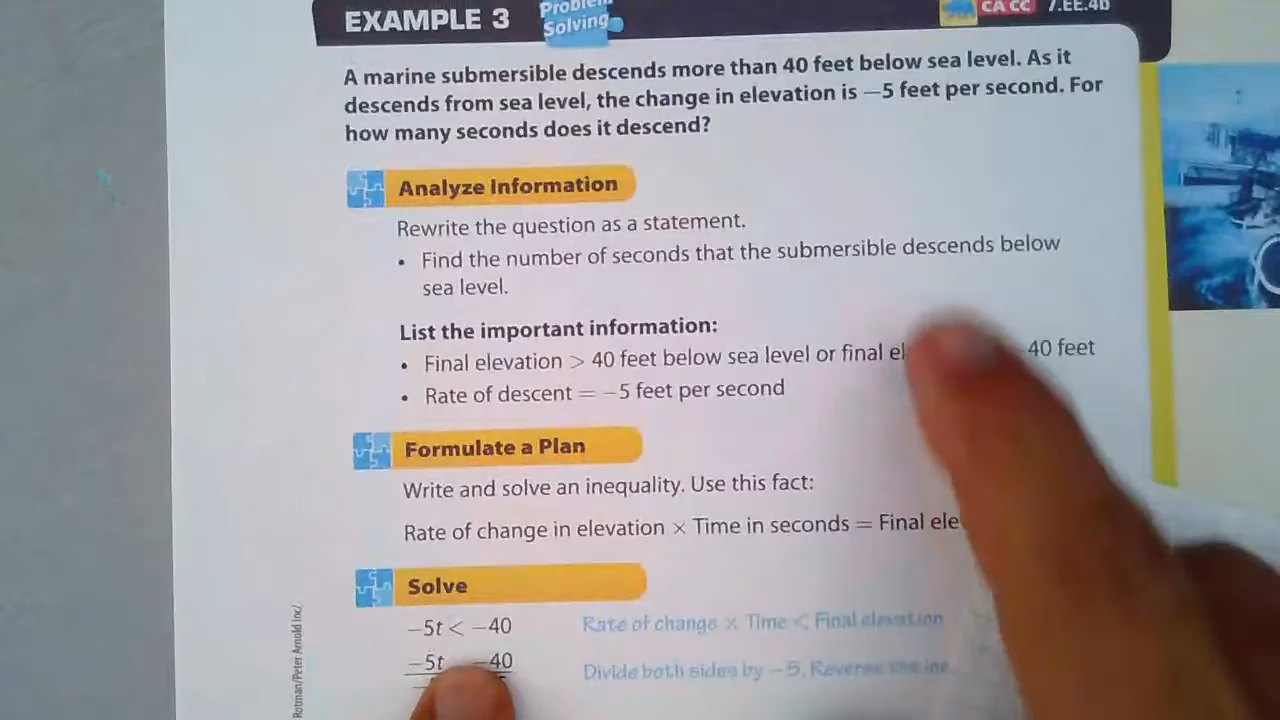 EXAMPLE 3
Problem
Solving
CA CC 7.EE.4b
A marine submersible descends more than 40 feet below sea level. As it
descends from sea level, the change in elevation is −5 feet per second. For
how many seconds does it descend?
Analyze Information
Rewrite the question as a statement.
• Find the number of seconds that the submersible descends below
sea level.
List the important information:
• Final elevation > 40 feet below sea level or final 40 feet
• Rate of descent = −5 feet per second
Formulate a Plan
Write and solve an inequality. Use this fact:
Rate of change in elevation × Time in seconds = Final
Solve
−5t < −40 Rate of change × Time < Final elevation
−5t −40
Divide both sides by −5. Reverse the
Rotman/Peter Arnold Inc/